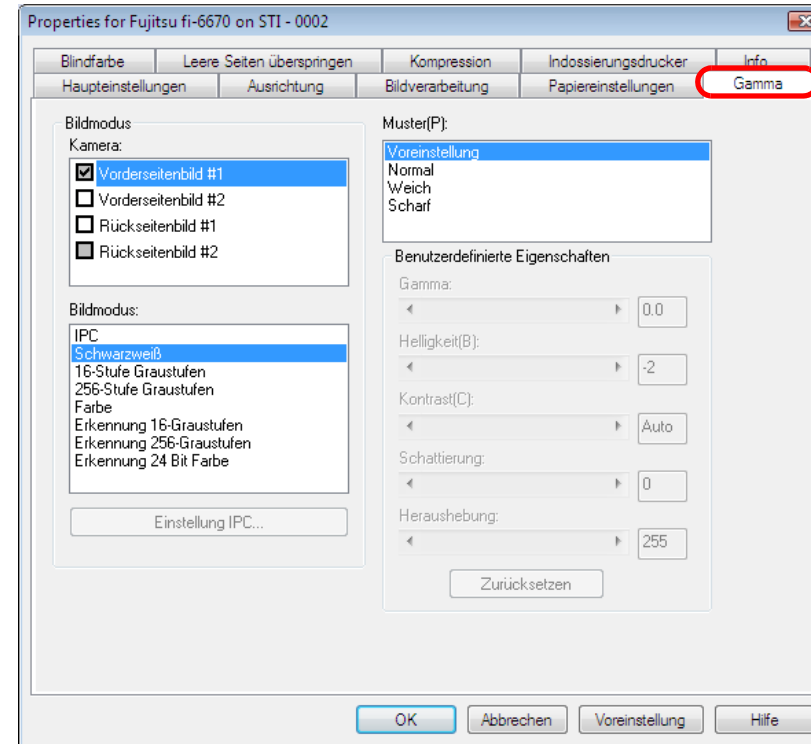 Properties for Fujitsu fi-6670 on STI - 0002
Blindfarbe Leere Seiten überspringen Kompression Indossierungsdrucker Info
Haupteinstellungen Ausrichtung Bildverarbeitung Papiereinstellungen Gamma
Bildmodus
Kamera:
Vorderseitenbild #1
Vorderseitenbild #2
Rückseitenbild #1
Rückseitenbild #2
Bildmodus:
IPC
Schwarzweiß
16-Stufe Graustufen
256-Stufe Graustufen
Farbe
Erkennung 16-Graustufen
Erkennung 256-Graustufen
Erkennung 24 Bit Farbe
Einstellung IPC...
Muster(P):
Voreinstellung
Normal
Weich
Scharf
Benutzerdefinierte Eigenschaften
Gamma:
0.0
Helligkeit(B):
-2
Kontrast(C):
Auto
Schattierung:
0
Heraushebung:
255
Zurücksetzen
OK Abbrechen Voreinstellung Hilfe